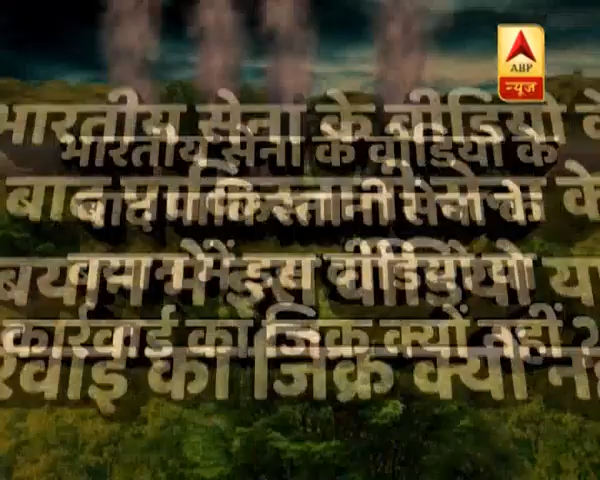 ABP
न्यूज़
भारतीय सेना के वीडियो के
बाद पाकिस्तानी सेना के
बयान में इस वीडियो या
कार्रवाई का जिक्र क्यों नहीं ?